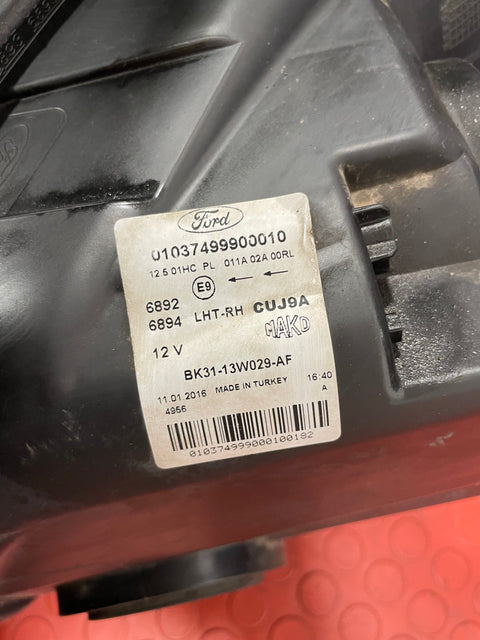 Ford
01037499900010
12.5 01HC PL 011A 02A 00RL
E9
6892
6894 LHT-RH CUJ9A
MAKO
12 V
BK31-13W029-AF
11.01.2016 MADE IN TURKEY 16:40
4956 A
010374999000100182